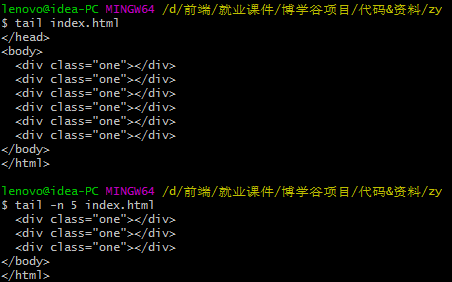 lenovo@idea-PC MINGW64 /d/前端/就业课件/博学谷项目/代码&资料/zy
$ tail index.html
</head>
<body>
  <div class="one"></div>
  <div class="one"></div>
  <div class="one"></div>
  <div class="one"></div>
  <div class="one"></div>
  <div class="one"></div>
</body>
</html>
lenovo@idea-PC MINGW64 /d/前端/就业课件/博学谷项目/代码&资料/zy
$ tail -n 5 index.html
  <div class="one"></div>
  <div class="one"></div>
  <div class="one"></div>
</body>
</html>